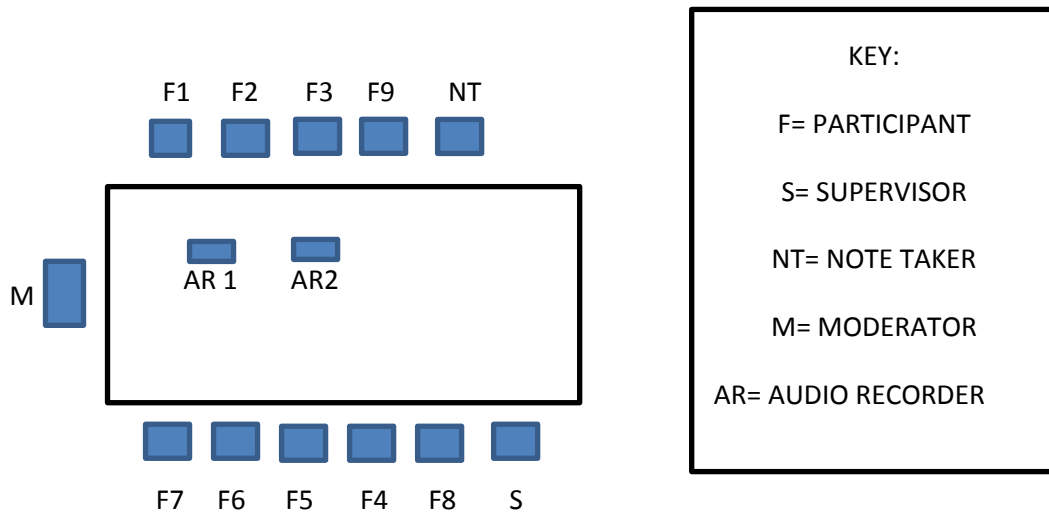 F1 F2 F3 F9 NT
AR 1 AR2
M
F7 F6 F5 F4 F8 S
KEY:
F= PARTICIPANT
S= SUPERVISOR
NT= NOTE TAKER
M= MODERATOR
AR= AUDIO RECORDER